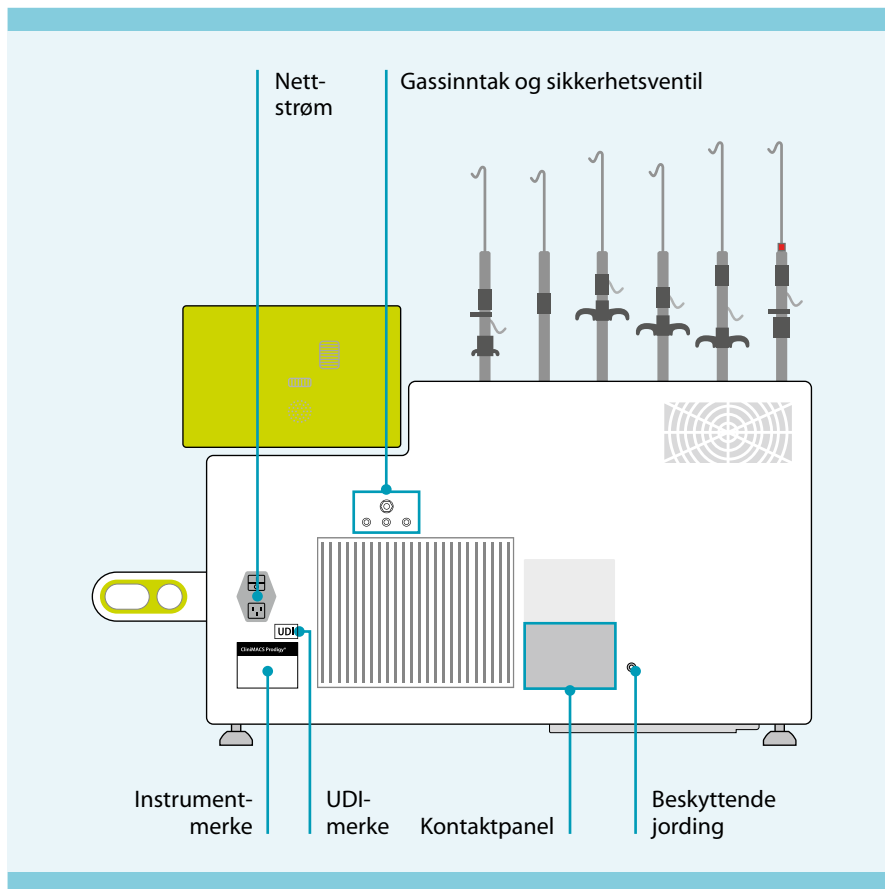 Nett-
strøm
Gassinntak og sikkerhetsventil
UDI
CliniMACS Prodigy®
Instrument-
merke
UDI-
merke
Kontaktpanel
Beskyttende
jording